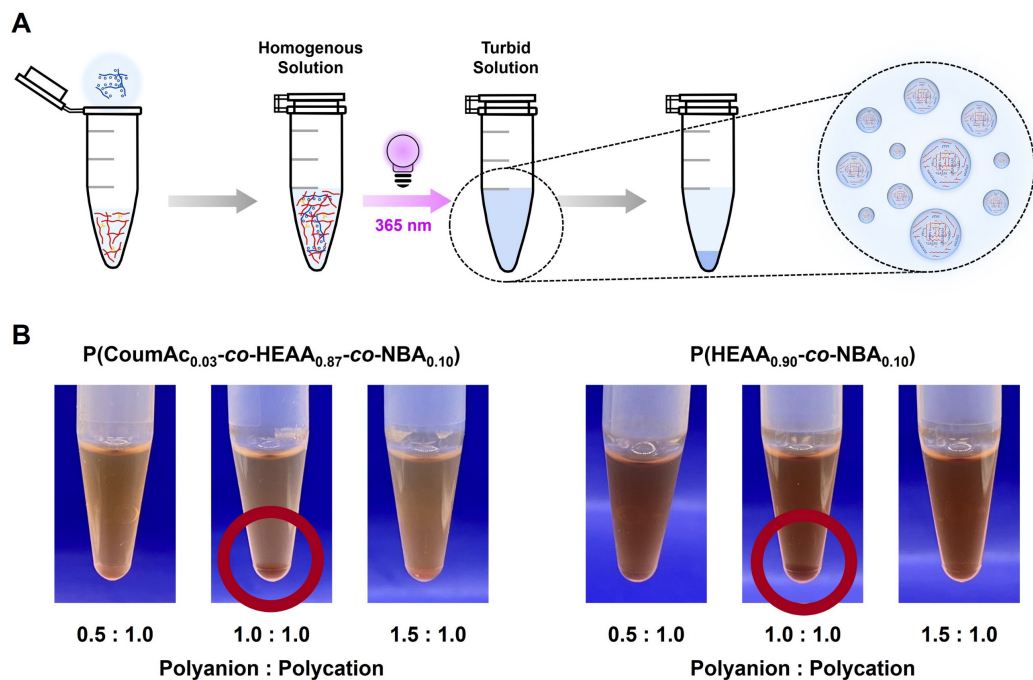 A
Homogenous
Solution
Turbid
Solution
365 nm
B
P(CoumAc0.03-co-HEAA0.87-co-NBA0.10)
P(HEAA0.90-co-NBA0.10)
0.5 : 1.0
1.0 : 1.0
1.5 : 1.0
0.5 : 1.0
1.0 : 1.0
1.5 : 1.0
Polyanion : Polycation
Polyanion : Polycation